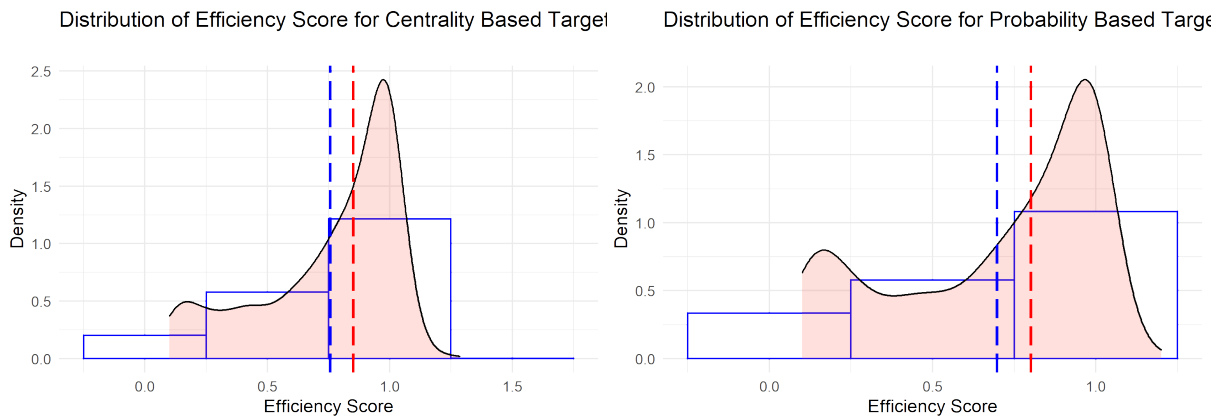 Distribution of Efficiency Score for Centrality Based Target
2.5
2.0
1.5
1.0
0.5
0.0
Density
0.0 0.5 1.0 1.5
Efficiency Score
Distribution of Efficiency Score for Probability Based Targe
2.0
1.5
1.0
0.5
0.0
Density
0.0 0.5 1.0
Efficiency Score